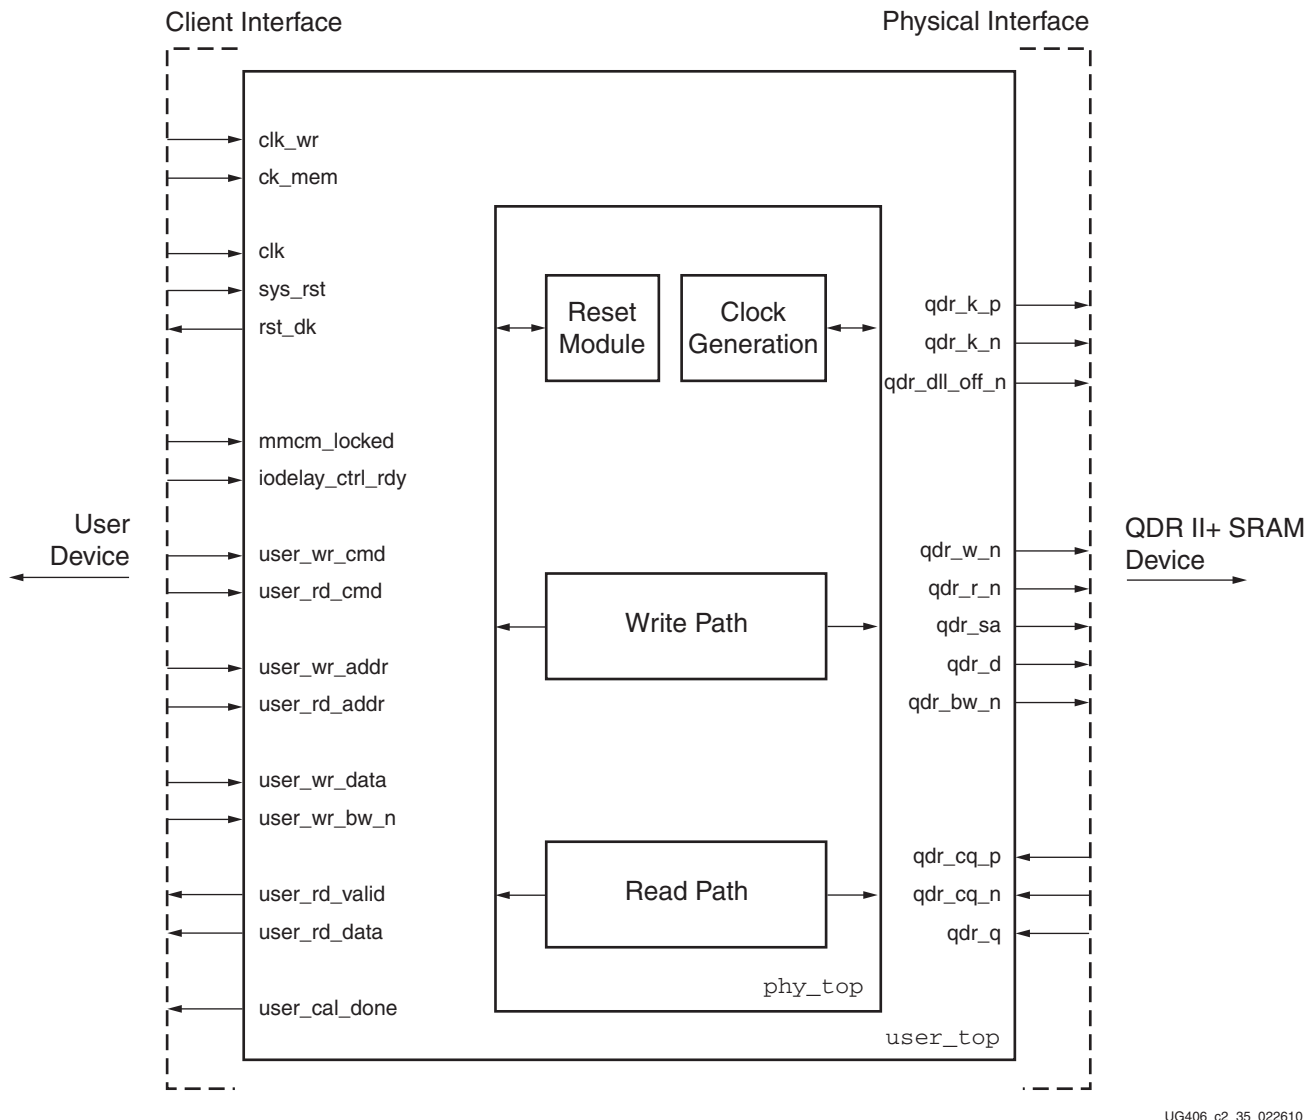 Client Interface
Physical Interface
clk_wr
ck_mem
clk
sys_rst
rst_dk
mmcm_locked
iodelay_ctrl_rdy
User
Device
user_wr_cmd
user_rd_cmd
user_wr_addr
user_rd_addr
user_wr_data
user_wr_bw_n
user_rd_valid
user_rd_data
user_cal_done
Reset
Module
Clock
Generation
Write Path
Read Path
phy_top
user_top
qdr_k_p
qdr_k_n
qdr_dll_off_n
qdr_w_n
qdr_r_n
qdr_sa
qdr_d
qdr_bw_n
qdr_cq_p
qdr_cq_n
qdr_q
QDR II+ SRAM
Device
UG406_c2_35_022610